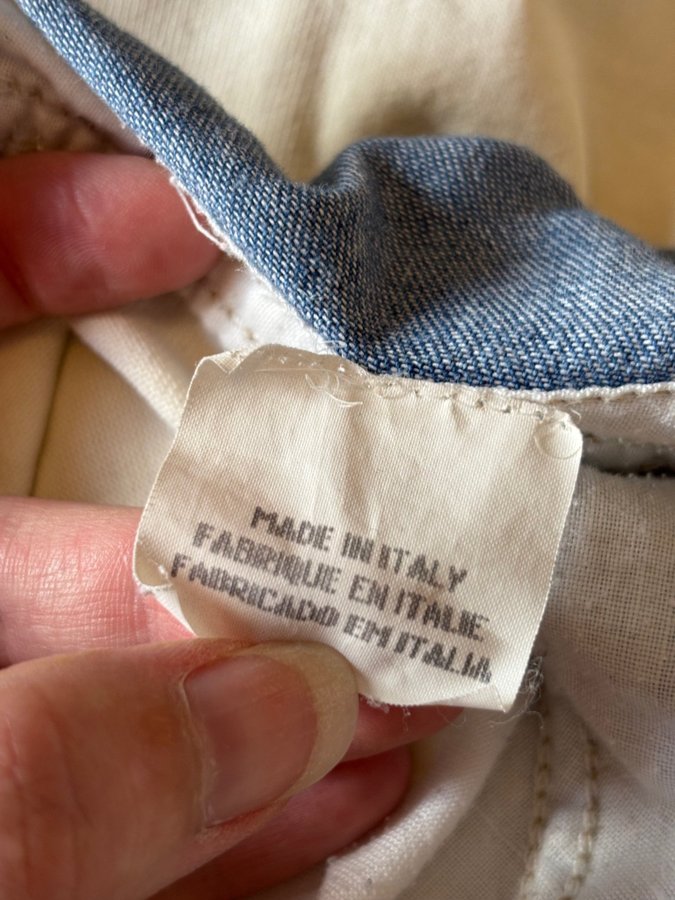 MADE IN ITALY
FABRIQUE EN ITALIE
FABRICADO EM ITALIA